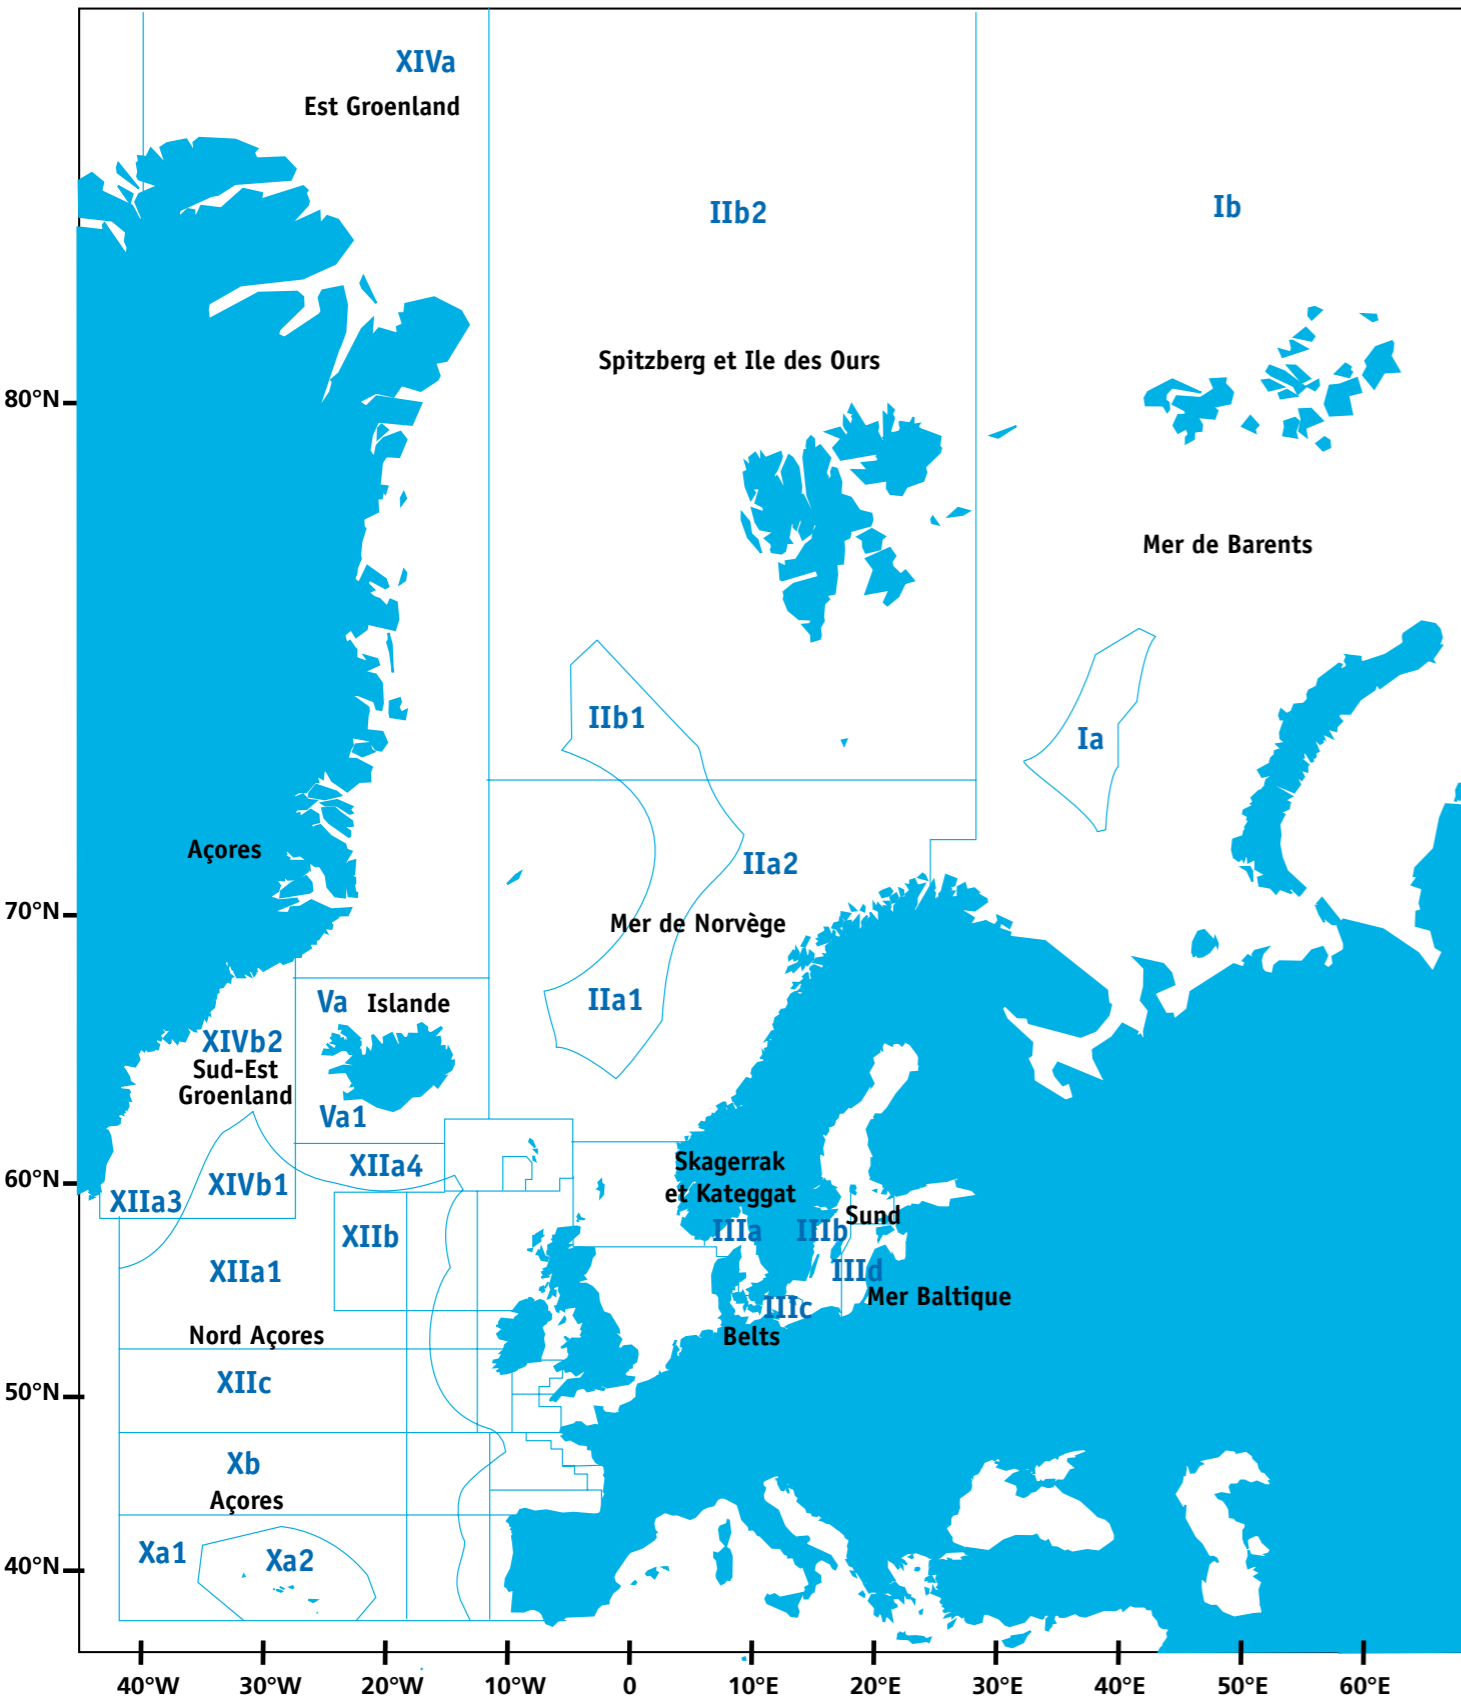 XIVa
Est Groenland
IIb2
Ib
Spitzberg et Ile des Ours
80°N
Mer de Barents
IIb1
Ia
Açores
IIa2
70°N
Mer de Norvège
Va
Islande
IIa1
XIVb2
Sud-Est
Groenland
Va1
XIIa4
Skagerrak
et Kateggat
60°N
XIIa3
XIVb1
Sund
XIIb
IIIa
IIIb
XIIa1
IIId
Mer Baltique
IIIc
Nord Açores
Belts
XIIc
50°N
Xb
Açores
Xa1
Xa2
40°N
40°W
30°W
20°W
10°W
0
10°E
20°E
30°E
40°E
50°E
60°E